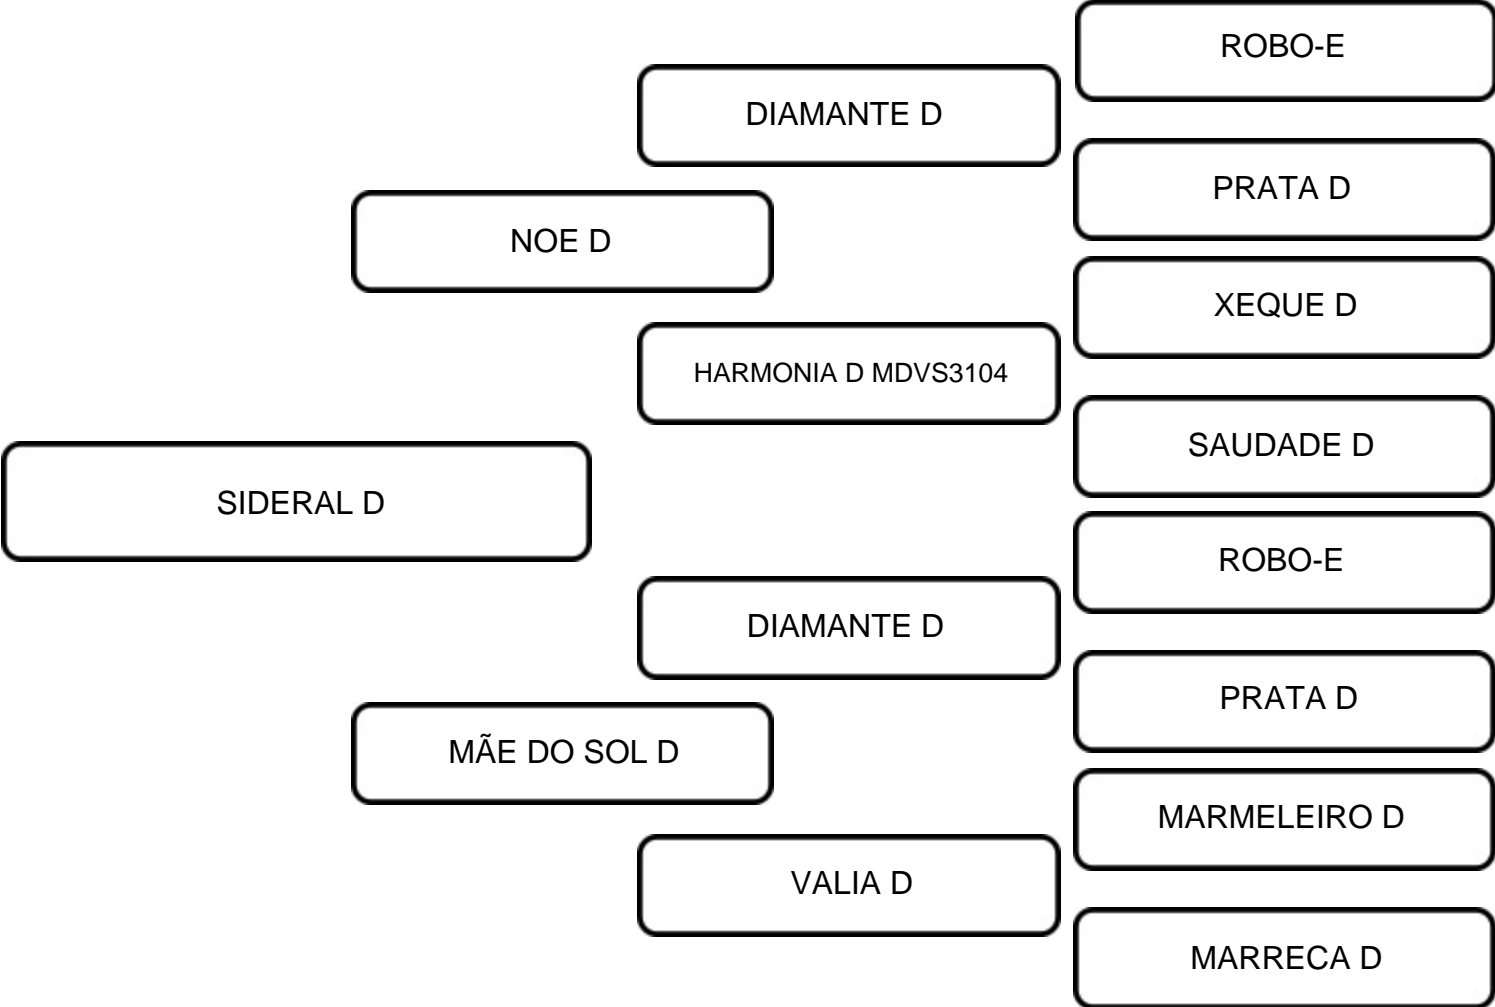 ROBO-E
DIAMANTE D
PRATA D
NOE D
XEQUE D
HARMONIA D MDVS3104
SAUDADE D
SIDERAL D
ROBO-E
DIAMANTE D
PRATA D
MÃE DO SOL D
MARMELEIRO D
VALIA D
MARRECA D